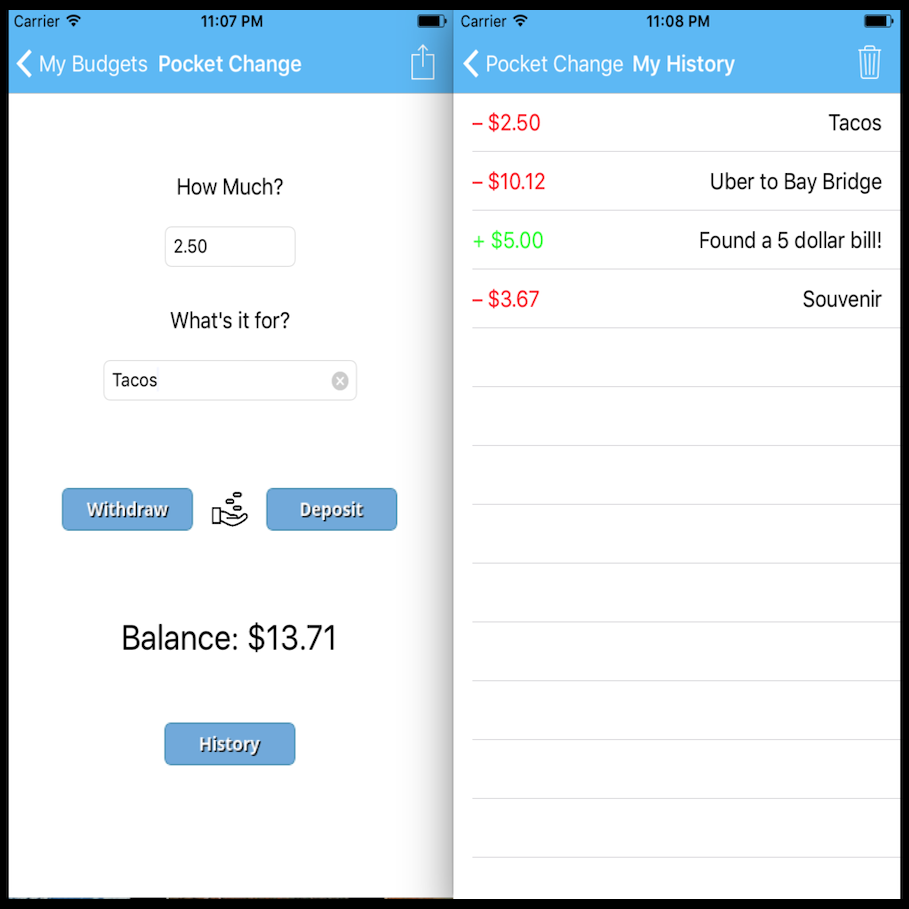 Carrier 11:07 PM
My Budgets Pocket Change
How Much?
2.50
What's it for?
Tacos
Withdraw Deposit
Balance: $13.71
History
Carrier 11:08 PM
Pocket Change My History
– $2.50 Tacos
– $10.12 Uber to Bay Bridge
+ $5.00 Found a 5 dollar bill!
– $3.67 Souvenir